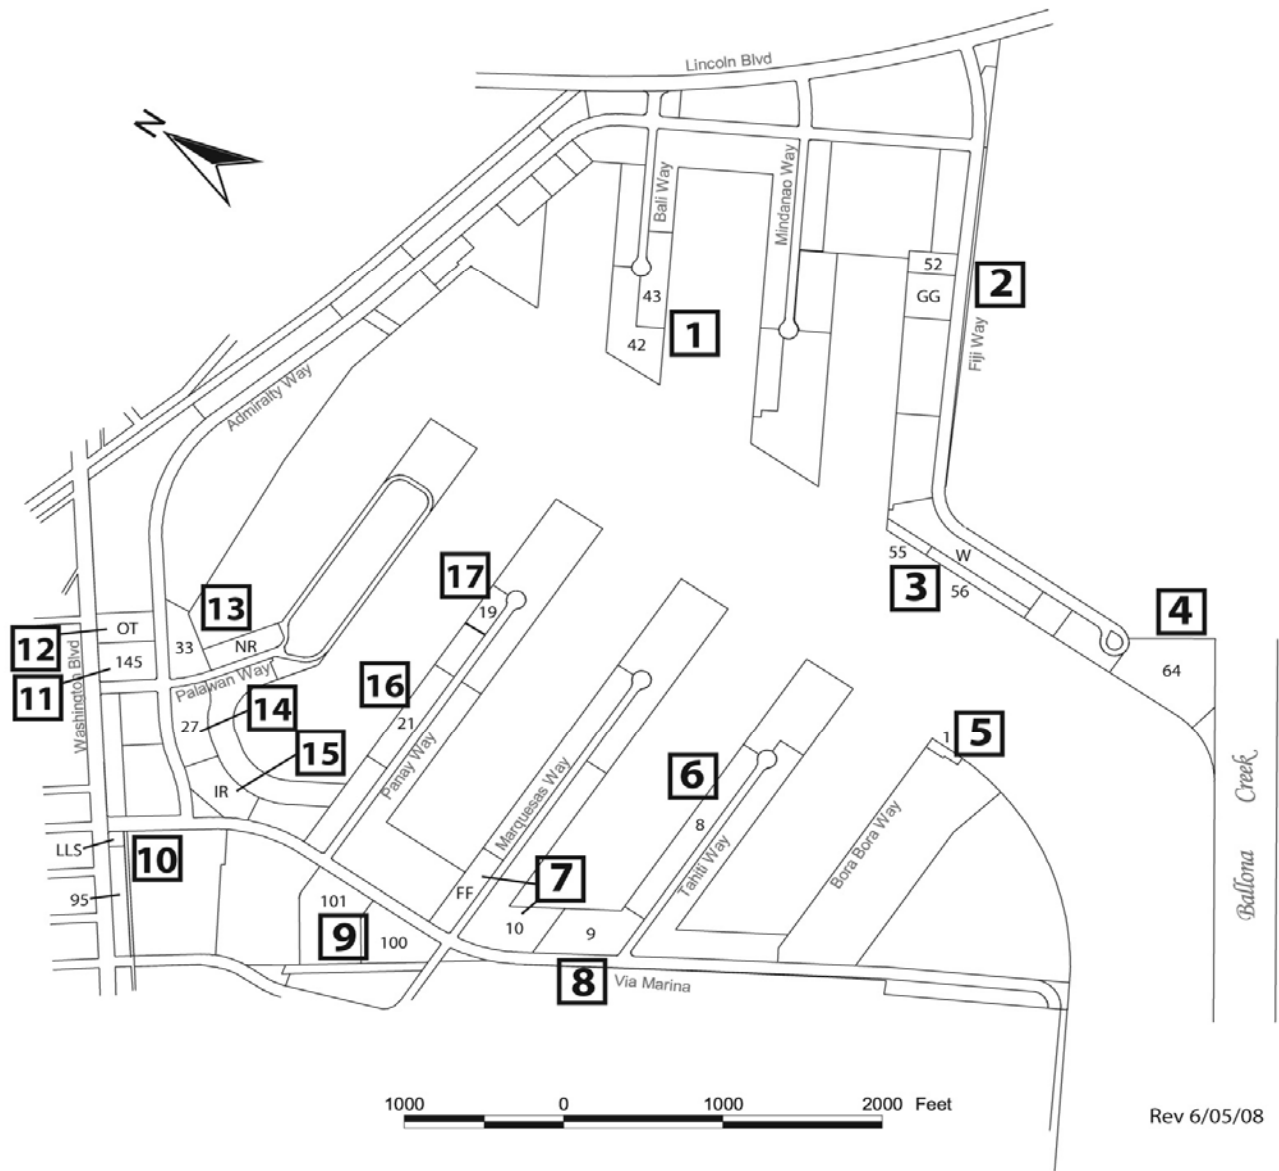 Lincoln Blvd
N
Bali Way
Mindanao Way
52
2
GG
43
1
42
Fiji Way
Admiralty Way
17
19
55
W
3
56
4
13
12
OT
33
NR
145
11
Washington Blvd
Palawan Way
64
16
14
27
21
15
5
1
6
Panay Way
IR
Marquesas Way
8
Ballona Creek
Tahiti Way
Bora Bora Way
LLS
10
7
FF
95
101
9
100
10
9
8
Via Marina
1000 0 1000 2000 Feet
Rev 6/05/08